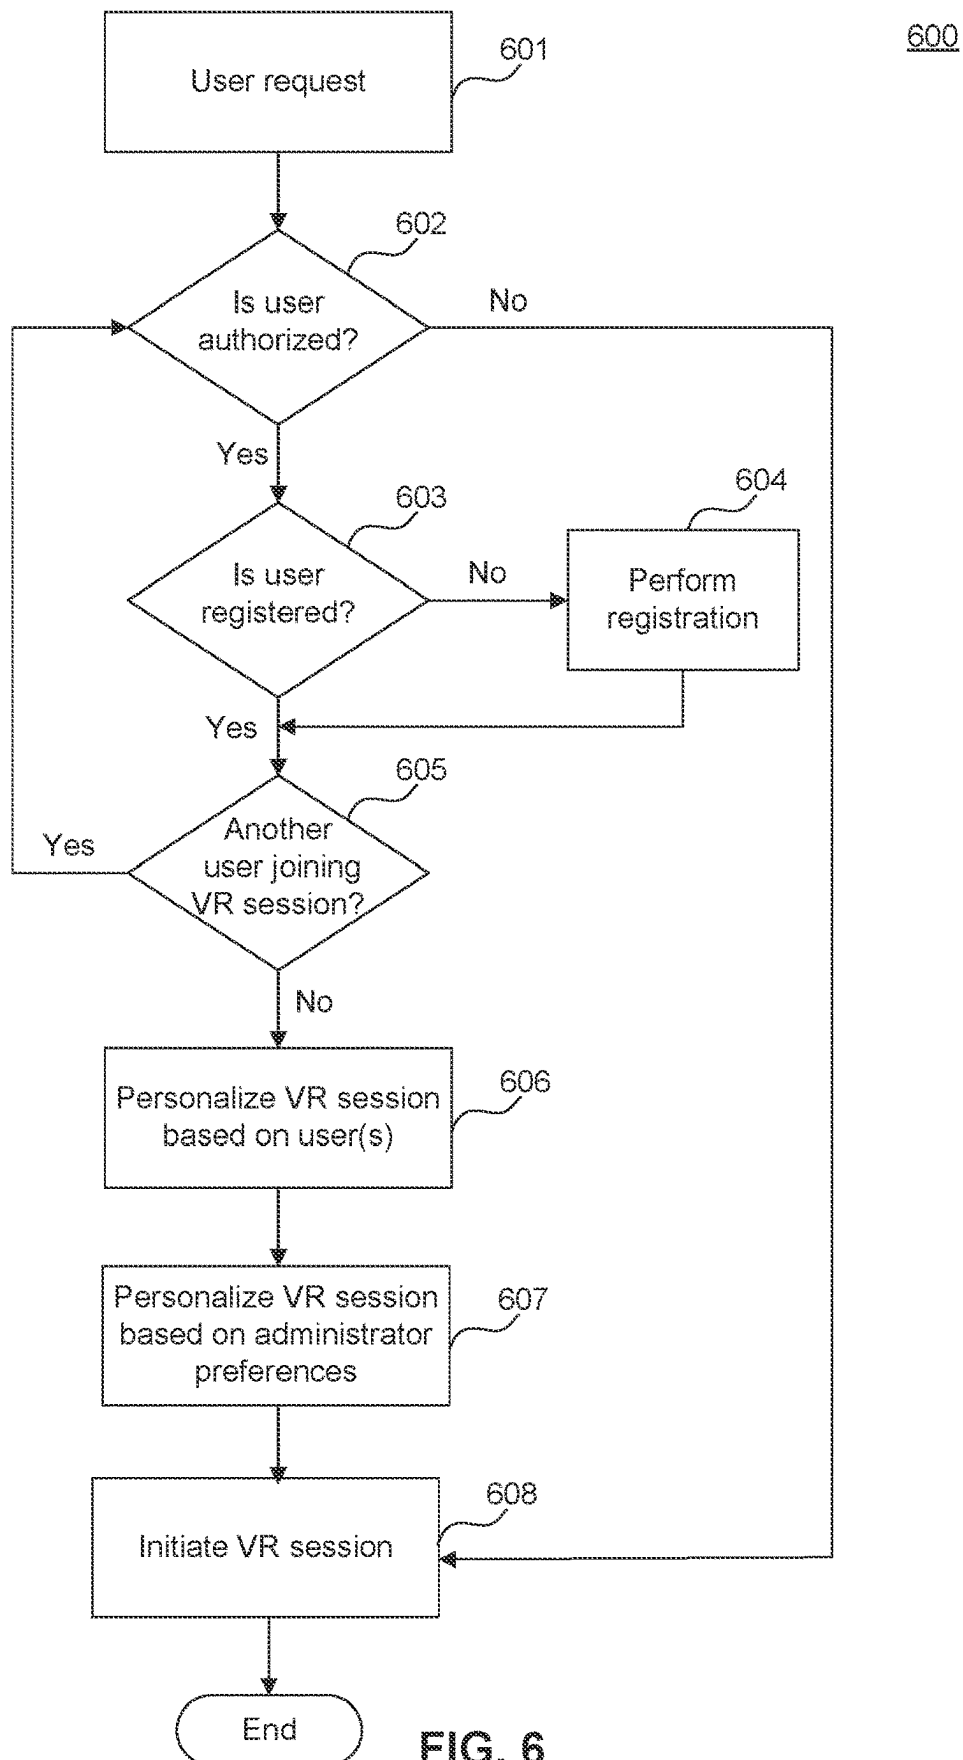 600
User request
601
602
Is user
authorized?
No
Yes
603
604
Is user
registered?
No
Perform
registration
Yes
605
Another
user joining
VR session?
Yes
No
Personalize VR session
based on user(s)
606
Personalize VR session
based on administrator
preferences
607
608
Initiate VR session
End
FIG. 6